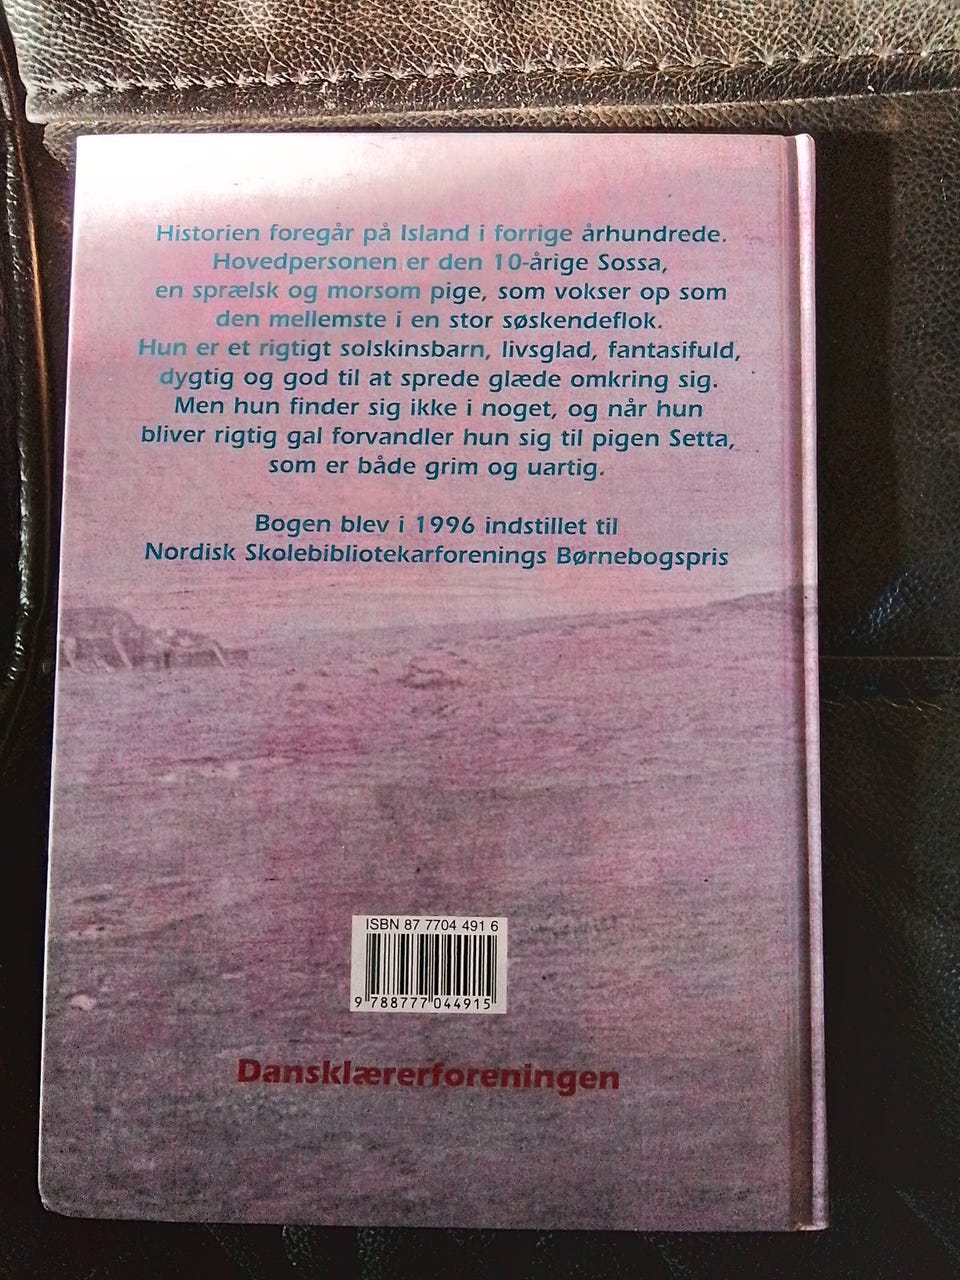 Historien foregår på Island i forrige århundrede.
Hovedpersonen er den 10-årige Sossa,
en sprælsk og morsom pige, som vokser op som
den mellemste i en stor søskendeflok.
Hun er et rigtigt solskinsbarn, livsglad, fantasifuld,
dygtig og god til at sprede glæde omkring sig.
Men hun finder sig ikke i noget, og når hun
bliver rigtig gal forvandler hun sig til pigen Setta,
som er både grim og uartig.
Bogen blev i 1996 indstillet til
Nordisk Skolebibliotekarforenings Børnebogspris
ISBN 87 7704 491 6
9 788777 044915
Dansklærerforeningen